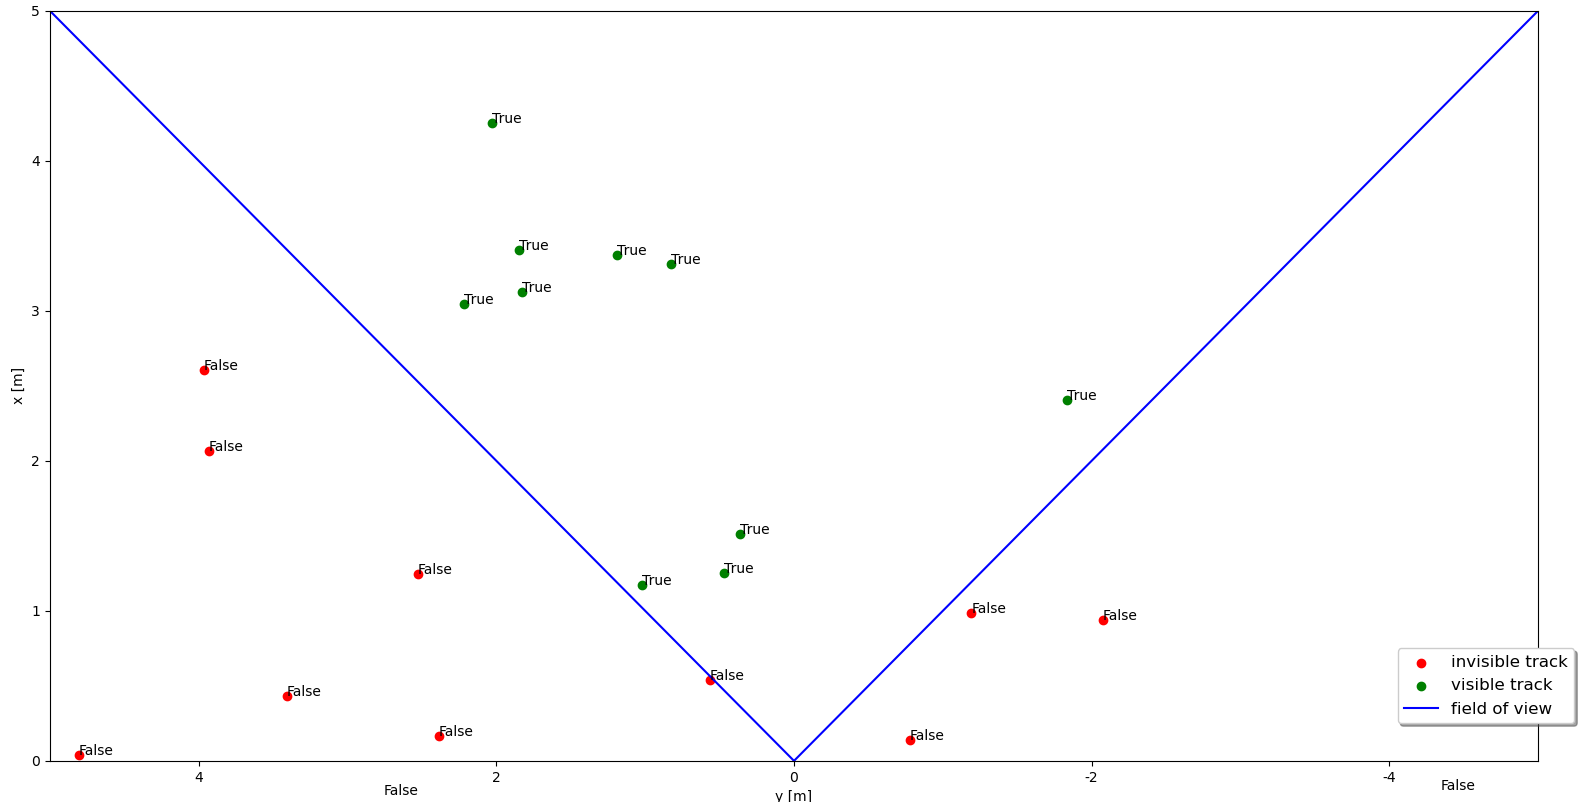 5
True
4
True
True
True
True
True
3
False
x [m]
True
False
2
True
True
False
True
False
1
False
invisible track
False
visible track
False
field of view
False
False
False
0
4
2
0
-2
-4
False
False
y [m]